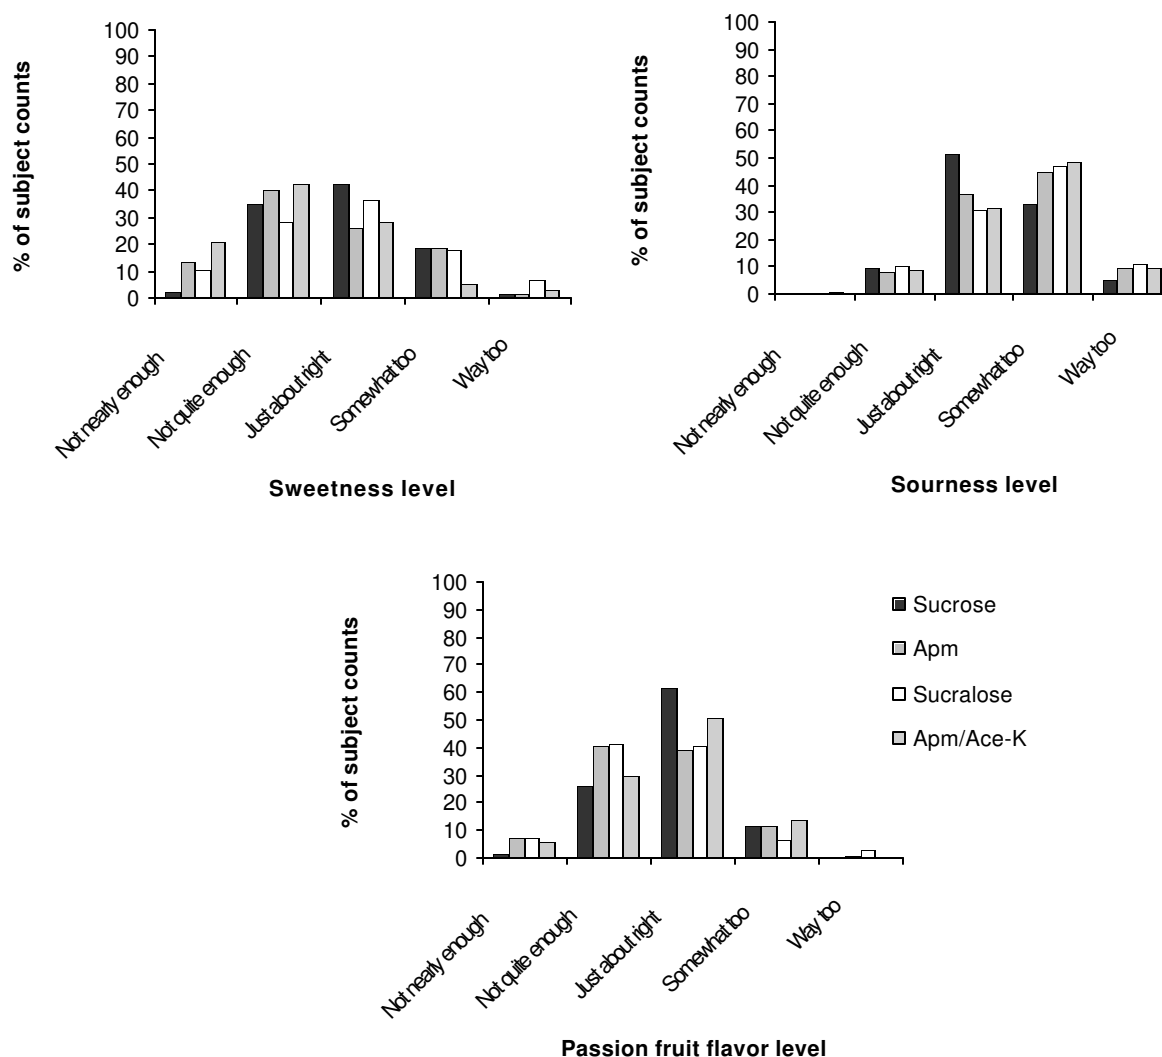 % of subject counts
100
90
80
70
60
50
40
30
20
10
0
Not nearly enough
Not quite enough
Just about right
Somewhat too
Way too
Sweetness level
% of subject counts
100
90
80
70
60
50
40
30
20
10
0
Not nearly enough
Not quite enough
Just about right
Somewhat too
Way too
Sourness level
% of subject counts
100
90
80
70
60
50
40
30
20
10
0
Not nearly enough
Not quite enough
Just about right
Somewhat too
Way too
Passion fruit flavor level
Sucrose
Apm
Sucralose
Apm/Ace-K